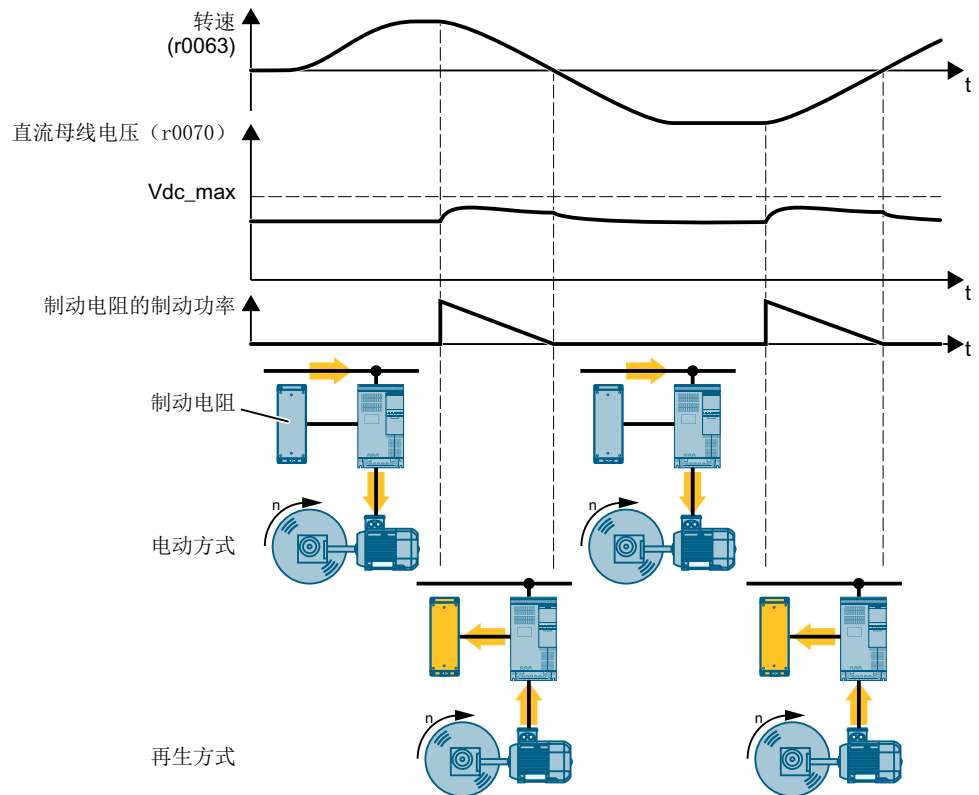 转速
(r0063)
t
直流母线电压（r0070）
Vdc_max
t
制动电阻的制动功率
t
制动电阻
n
n
电动方式
n
n
再生方式